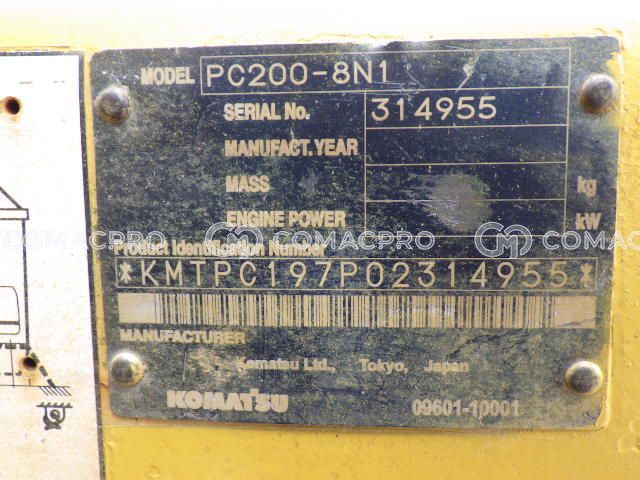 MODEL PC200-8N1
SERIAL No. 314955
MANUFACT. YEAR
MASS kg
ENGINE POWER kW
Product Identification Number
COMACPRO COMACPRO COMACPRO
*KMTPC197P02314955*
MANUFACTURER
Komatsu Ltd., Tokyo, Japan
KOMATSU 09601-10001